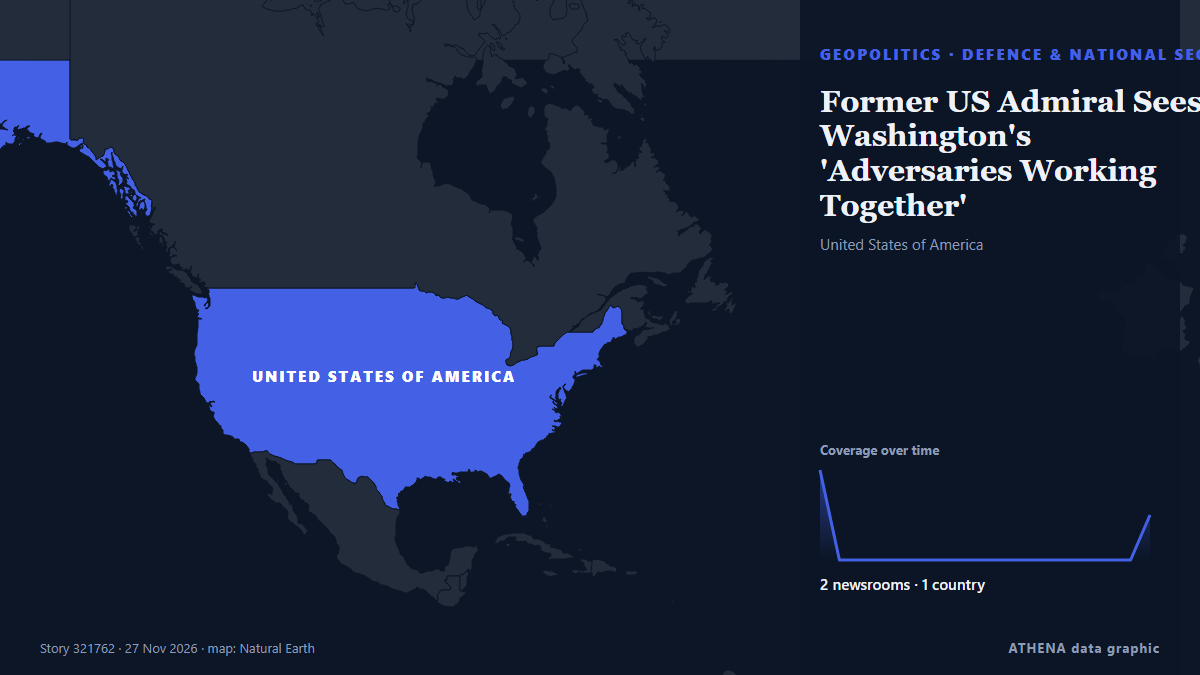 GEOPOLITICS · DEFENCE & NATIONAL
Former US Admiral Sees
Washington's
'Adversaries Working
Together'
United States of America
UNITED STATES OF AMERICA
Coverage over time
2 newsrooms · 1 country
Story 321762 · 27 Nov 2026 · map: Natural Earth
ATHENA data graphic